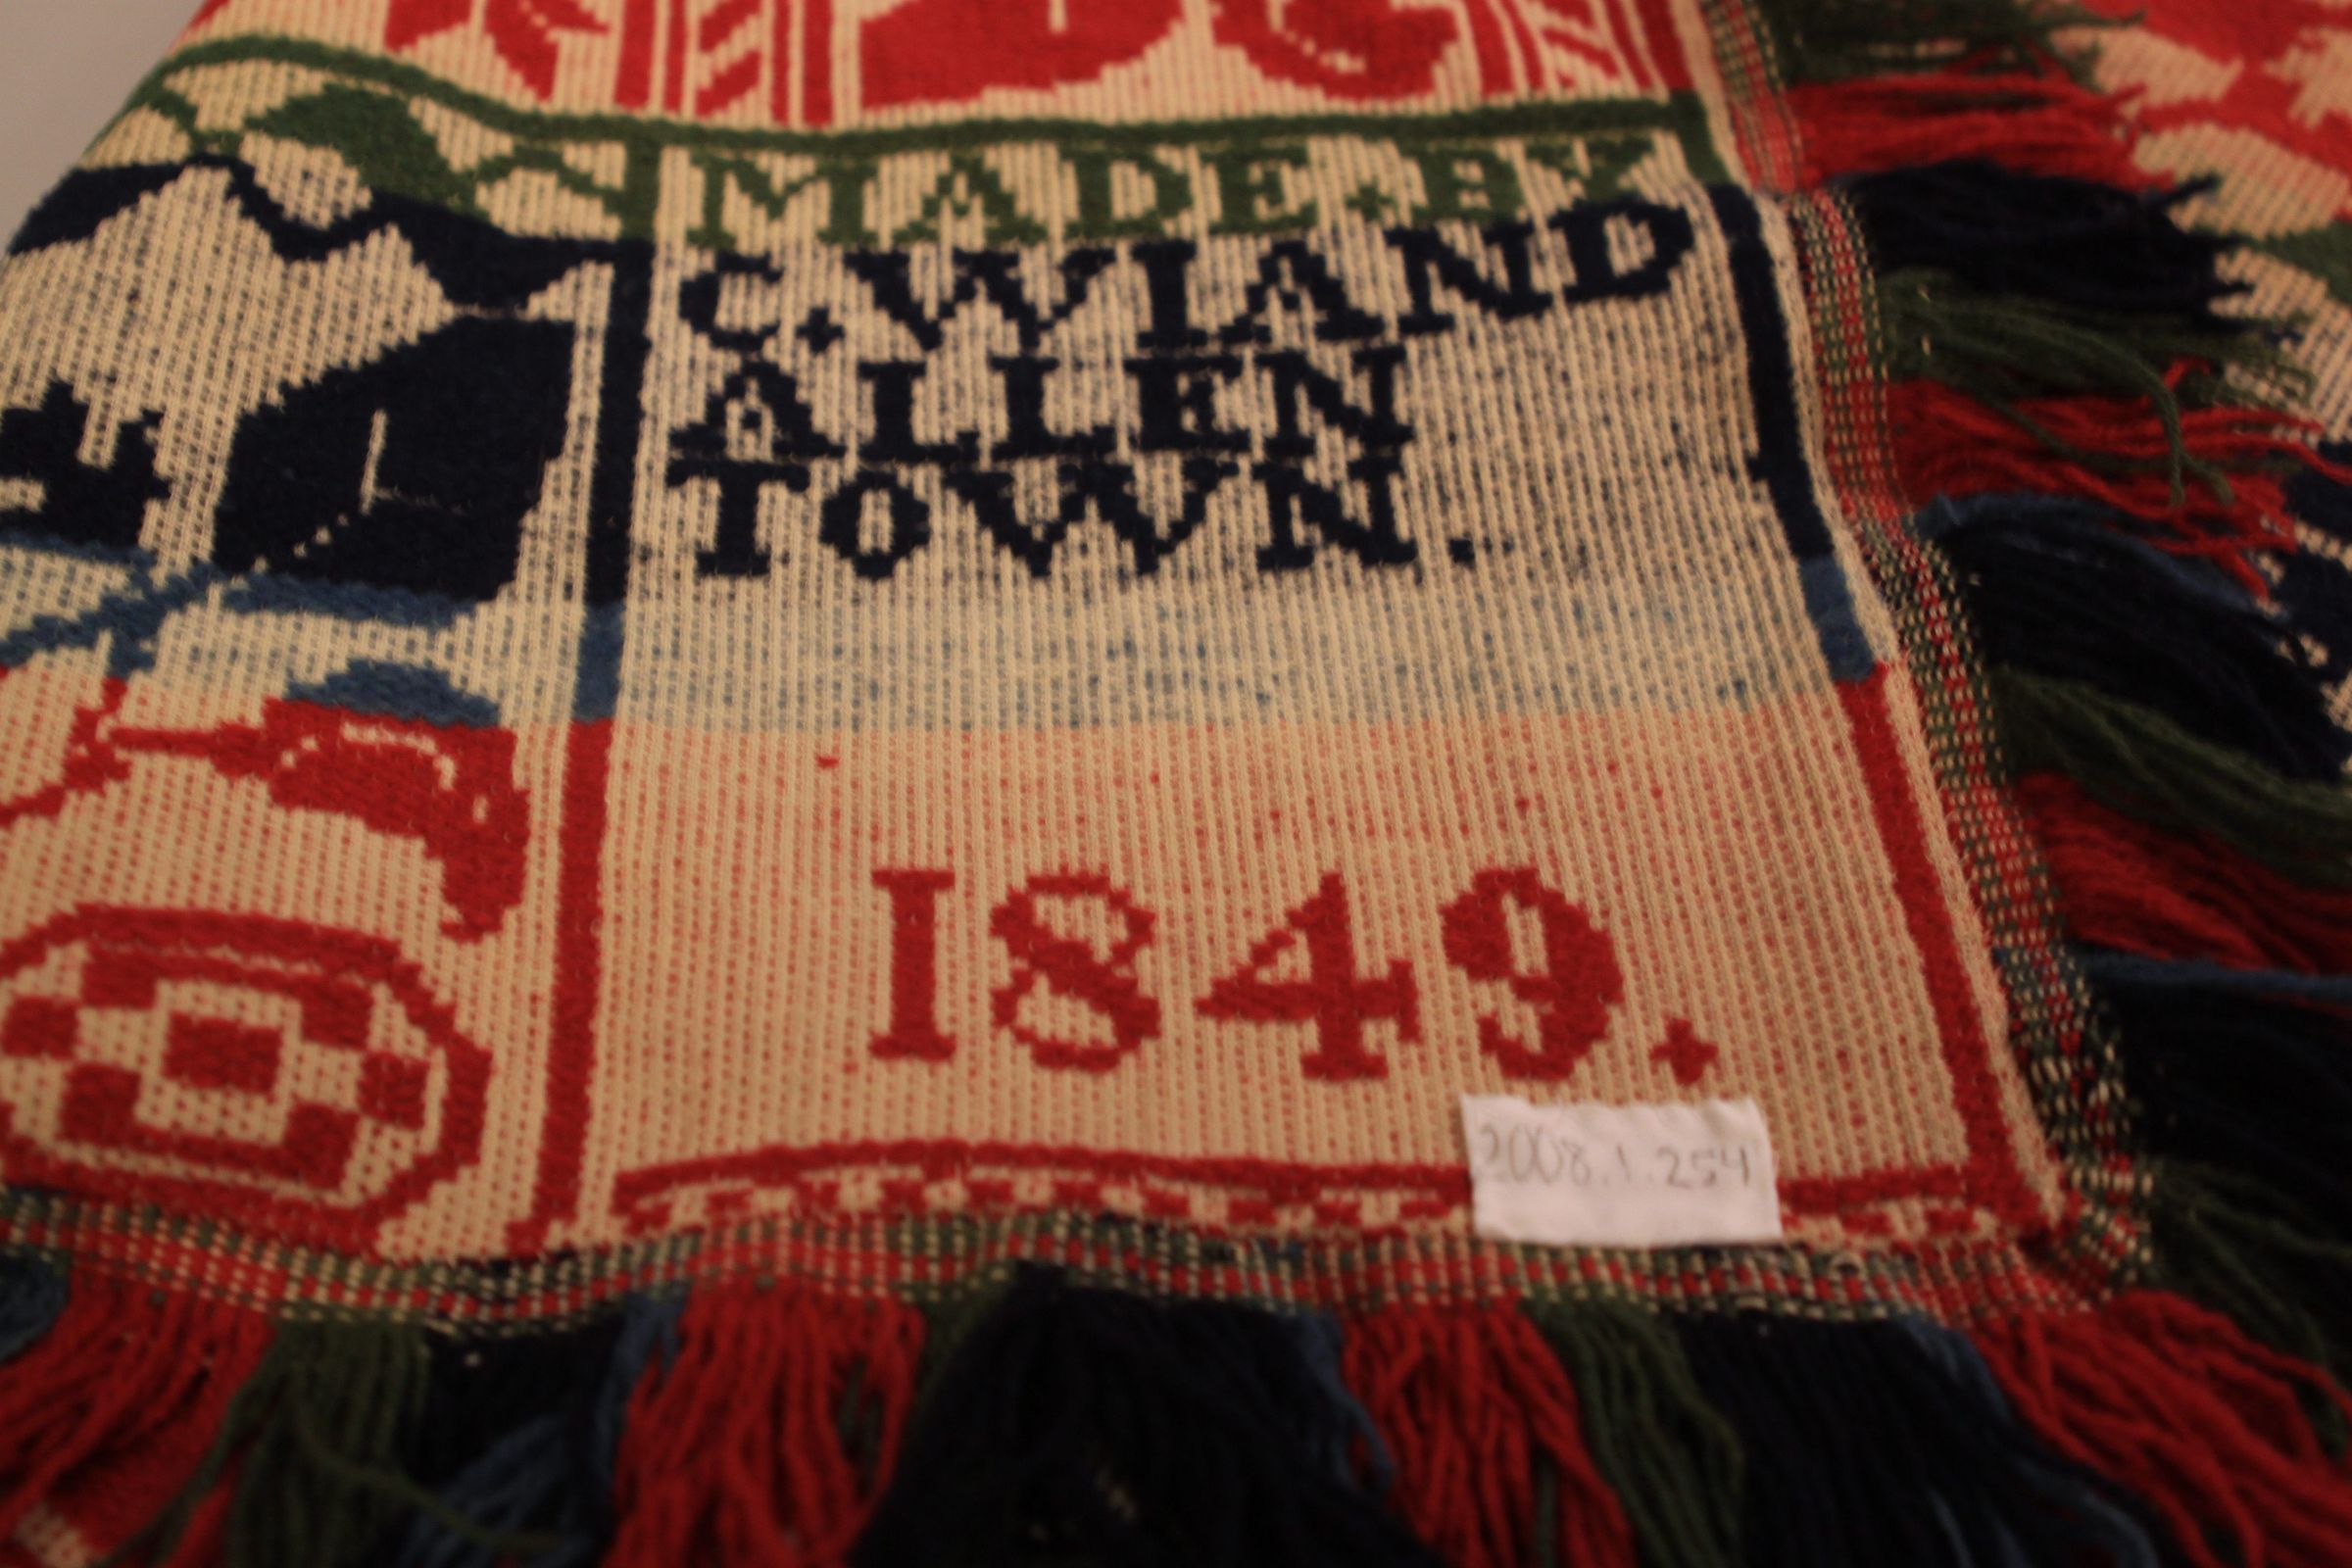 MADE.BY
C.WIAND
ALLEN
TOWN.
1849.
2008.1.254